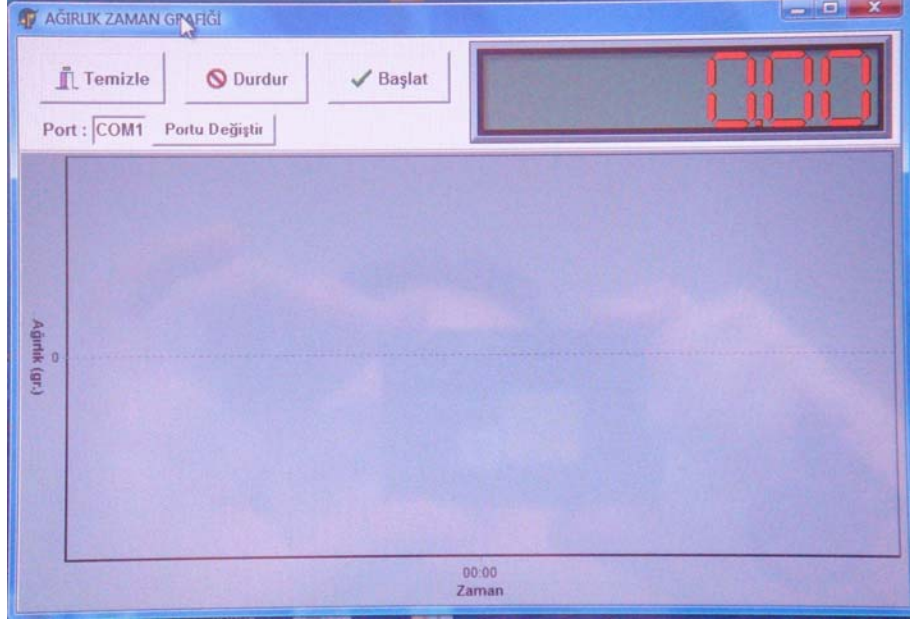 AĞIRLIK ZAMAN GRAFİĞİ
Temizle Durdur Başlat
0.00
Port : COM1 Portu Değiştir
Ağırlık (gr.)
0
00:00
Zaman